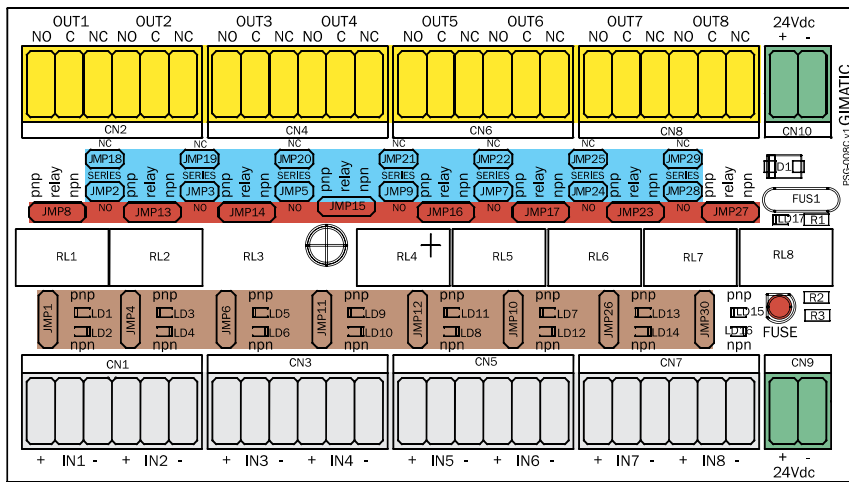 OUT1 OUT2 OUT3 OUT4 OUT5 OUT6 OUT7 OUT8 24Vdc
NO C NC NO C NC NO C NC NO C NC NO C NC NO C NC NO C NC NO C NC + -
CN2 CN4 CN6 CN8 CN10
PSG-008C v1 GIMATIC
NC NC NC NC NC NC NC
JMP18 JMP19 JMP20 JMP21 JMP22 JMP25 JMP29
D1
SERIES SERIES SERIES SERIES SERIES SERIES SERIES
pnp relay npn pnp relay npn pnp relay npn pnp relay npn pnp relay npn pnp relay npn pnp relay npn pnp relay npn
JMP2 JMP3 JMP5 JMP9 JMP7 JMP24 JMP28
FUS1
NO NO NO NO NO NO NO
JMP8 JMP13 JMP14 JMP15 JMP16 JMP17 JMP23 JMP27
LD17 R1
RL1 RL2 RL3 RL4 RL5 RL6 RL7 RL8
pnp pnp pnp pnp pnp pnp pnp pnp
JMP1 JMP4 JMP6 JMP11 JMP12 JMP10 JMP26 JMP30
LD1 LD3 LD5 LD9 LD11 LD7 LD13 LD15
R2
LD2 LD4 LD6 LD10 LD8 LD12 LD14 LD16
R3
npn npn npn npn npn npn npn npn
FUSE
CN1 CN3 CN5 CN7 CN9
+ IN1 - + IN2 - + IN3 - + IN4 - + IN5 - + IN6 - + IN7 - + IN8 - + -
24Vdc